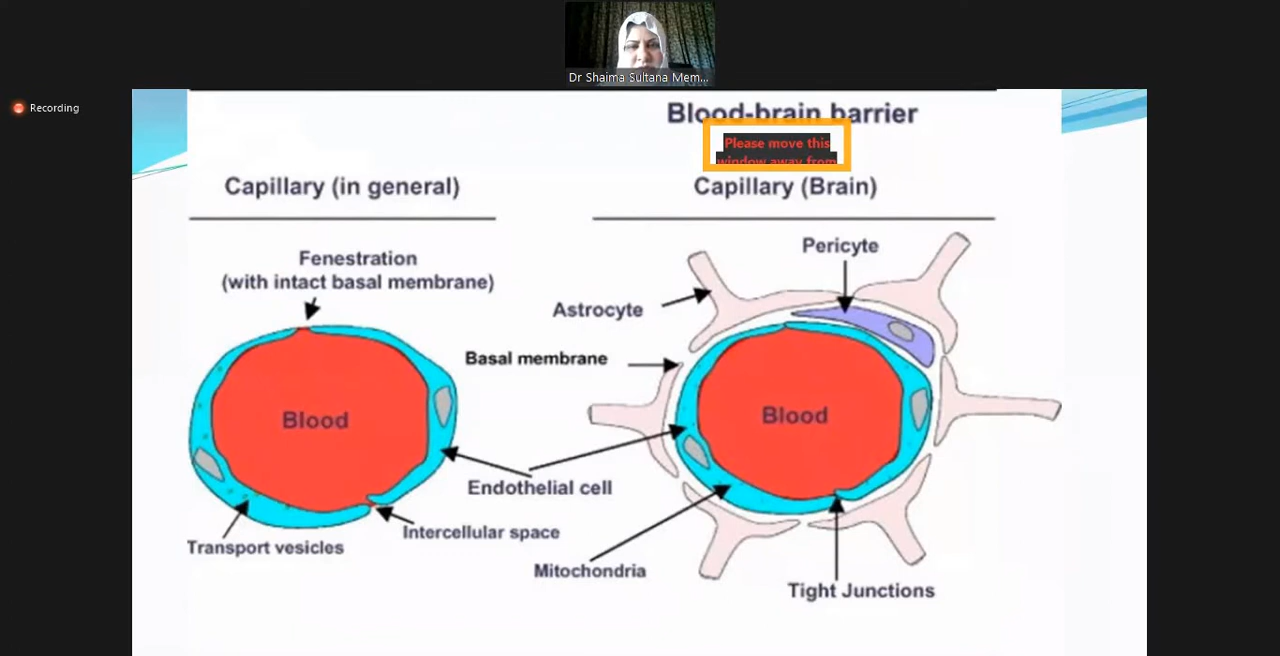 Dr Shaima Sultana Mem...
Recording
Blood-brain barrier
Please move this
window away from
Capillary (in general)
Capillary (Brain)
Fenestration
(with intact basal membrane)
Pericyte
Astrocyte
Basal membrane
Blood
Blood
Endothelial cell
Intercellular space
Transport vesicles
Mitochondria
Tight Junctions